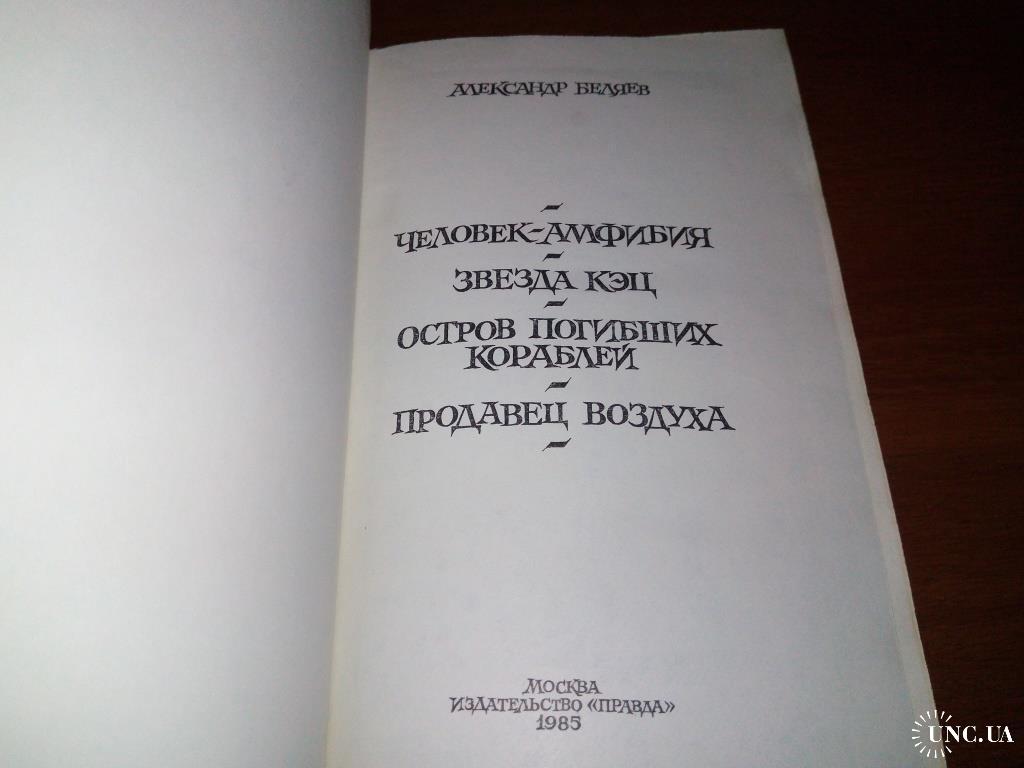 АЛЕКСАНДР БЕЛЯЕВ
ЧЕЛОВЕК-АМФИБИЯ
ЗВЕЗДА КЭЦ
ОСТРОВ ПОГИБШИХ
КОРАБЛЕЙ
ПРОДАВЕЦ ВОЗДУХА
МОСКВА
ИЗДАТЕЛЬСТВО «ПРАВДА»
1985
UNC.UA